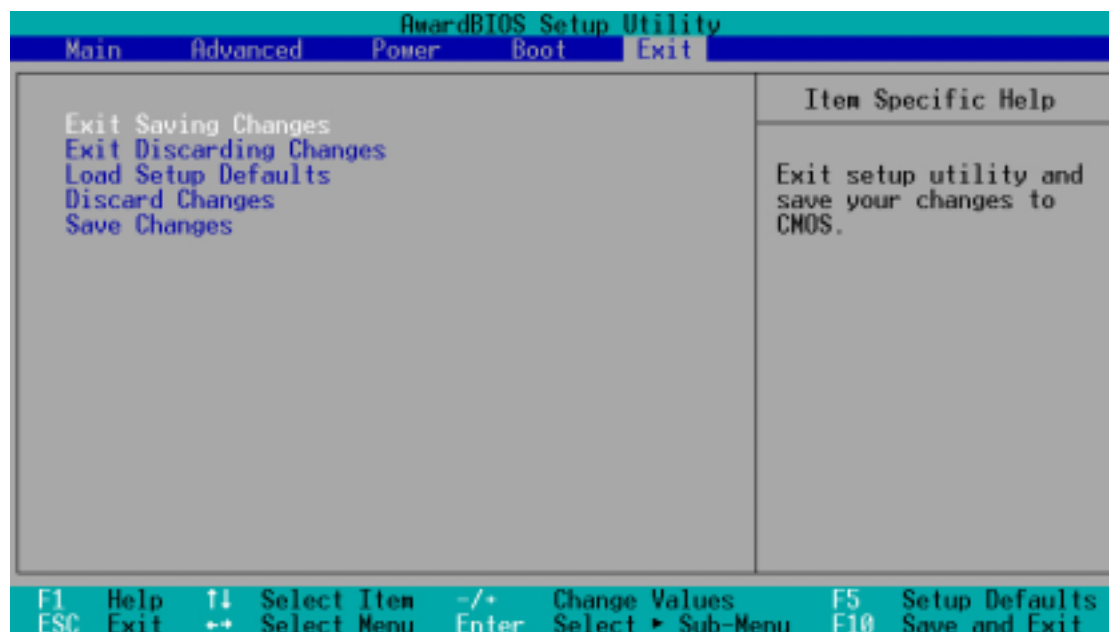 AwardBIOS Setup Utility
Main Advanced Power Boot Exit
Exit Saving Changes
Exit Discarding Changes
Load Setup Defaults
Discard Changes
Save Changes
Item Specific Help
Exit setup utility and
save your changes to
CMOS.
F1 Help ↑↓ Select Item -/+ Change Values F5 Setup Defaults
ESC Exit ←→ Select Menu Enter Select ► Sub-Menu F10 Save and Exit